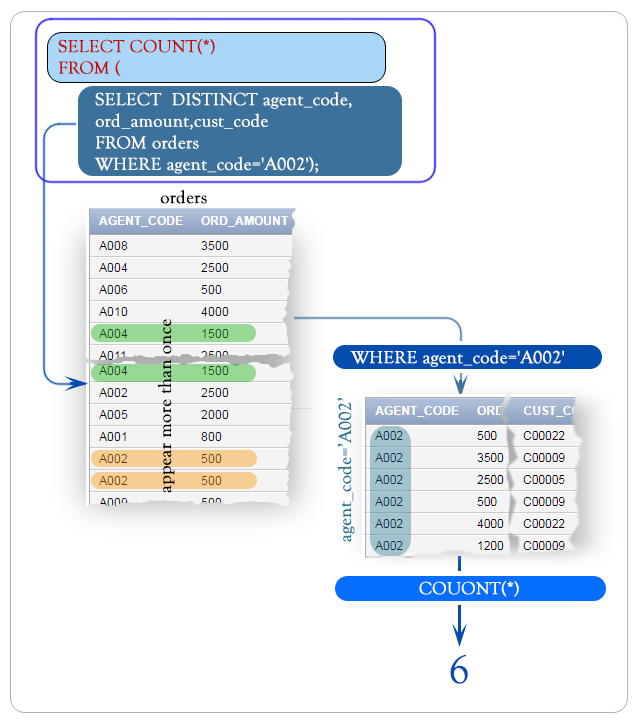 SELECT COUNT(*)
FROM (
SELECT DISTINCT agent_code,
ord_amount,cust_code
FROM orders
WHERE agent_code='A002');
orders
AGENT_CODE ORD_AMOUNT
A008 3500
A004 2500
A006 500
A010 4000
A004 1500
A011 2500
A004 1500
A002 2500
A005 2000
A001 800
A002 500
A002 500
A009 500
appear more than once
WHERE agent_code='A002'
agent_code='A002'
AGENT_CODE ORD CUST_CO
A002 500 C00022
A002 3500 C00009
A002 2500 C00005
A002 500 C00009
A002 4000 C00022
A002 1200 C00009
COUONT(*)
6